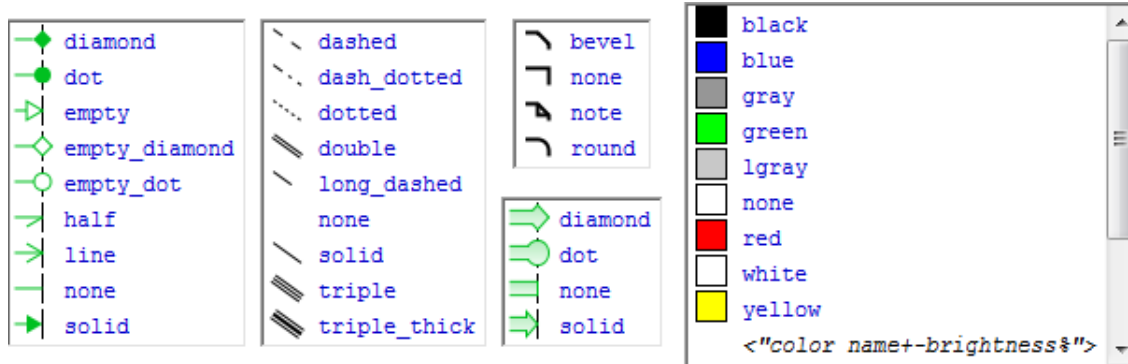 diamond
dot
empty
empty_diamond
empty_dot
half
line
none
solid
dashed
dash_dotted
dotted
double
long_dashed
none
solid
triple
triple_thick
bevel
none
note
round
diamond
dot
none
solid
black
blue
gray
green
lgray
none
red
white
yellow
<"color name+-brightness%">